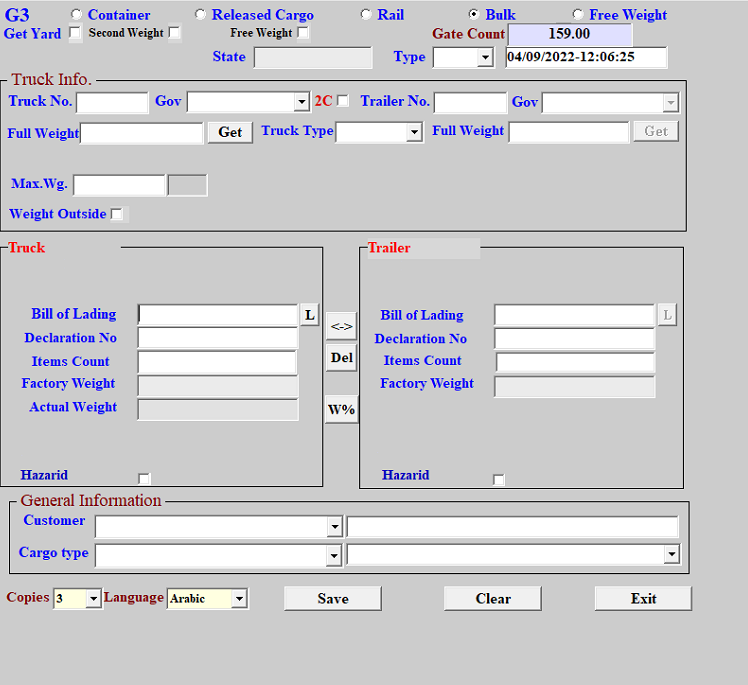 G3 Container Released Cargo Rail Bulk Free Weight
Get Yard Second Weight Free Weight Gate Count 159.00
State Type 04/09/2022-12:06:25
Truck Info.
Truck No. Gov 2C Trailer No. Gov
Full Weight Get Truck Type Full Weight Get
Max.Wg.
Weight Outside
Truck Trailer
Bill of Lading L Bill of Lading L
<->
Declaration No Declaration No
Items Count Del Items Count
Factory Weight Factory Weight
Actual Weight W%
Hazarid Hazarid
General Information
Customer
Cargo type
Copies 3 Language Arabic Save Clear Exit